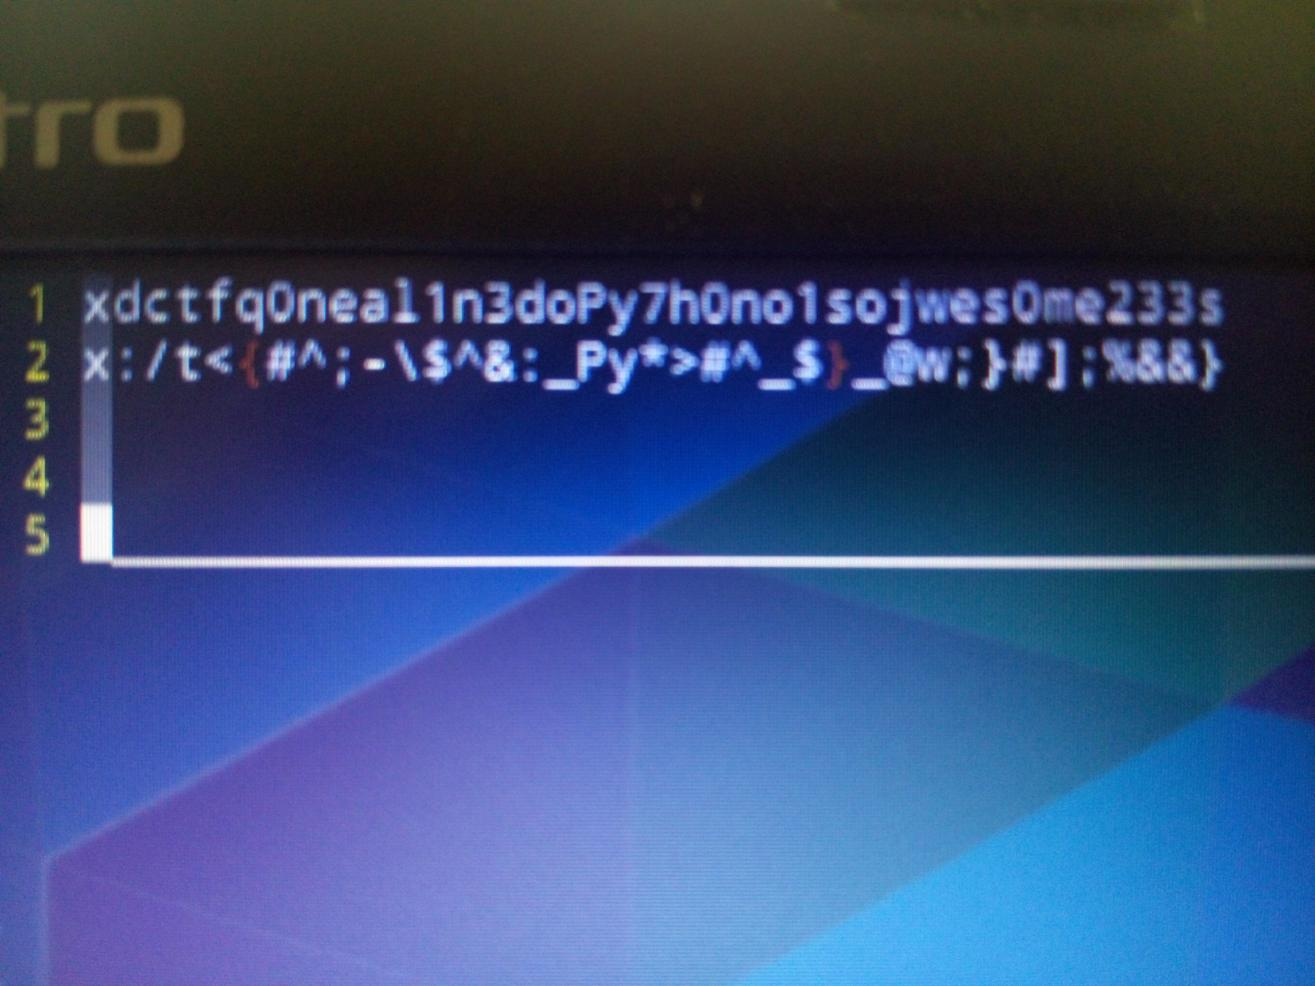 tro
1 xdctfq0neal1n3doPy7h0no1sojwes0me233s
2 x:/t<{#^;-\$^&:_Py*>#^_$}_@w;}#];%&&}
3
4
5